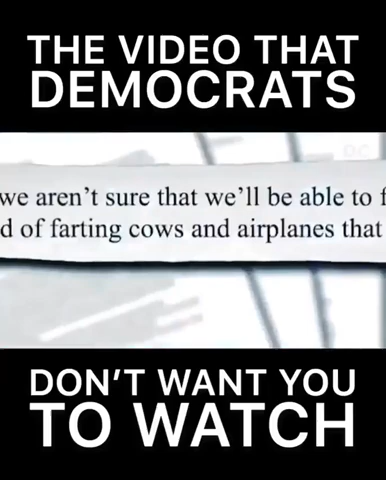 THE VIDEO THAT
DEMOCRATS
we aren't sure that we'll be able to f
d of farting cows and airplanes that
DON'T WANT YOU
TO WATCH